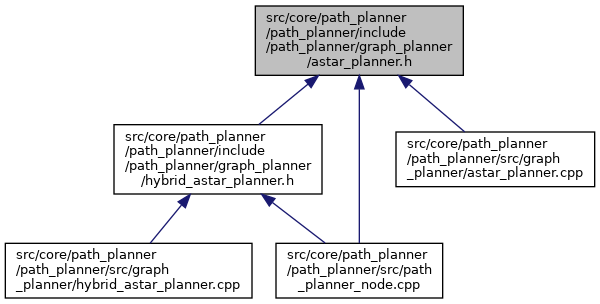 src/core/path_planner
/path_planner/include
/path_planner/graph_planner
/astar_planner.h
src/core/path_planner
/path_planner/include
/path_planner/graph_planner
/hybrid_astar_planner.h
src/core/path_planner
/path_planner/src/graph
_planner/astar_planner.cpp
src/core/path_planner
/path_planner/src/graph
_planner/hybrid_astar_planner.cpp
src/core/path_planner
/path_planner/src/path
_planner_node.cpp